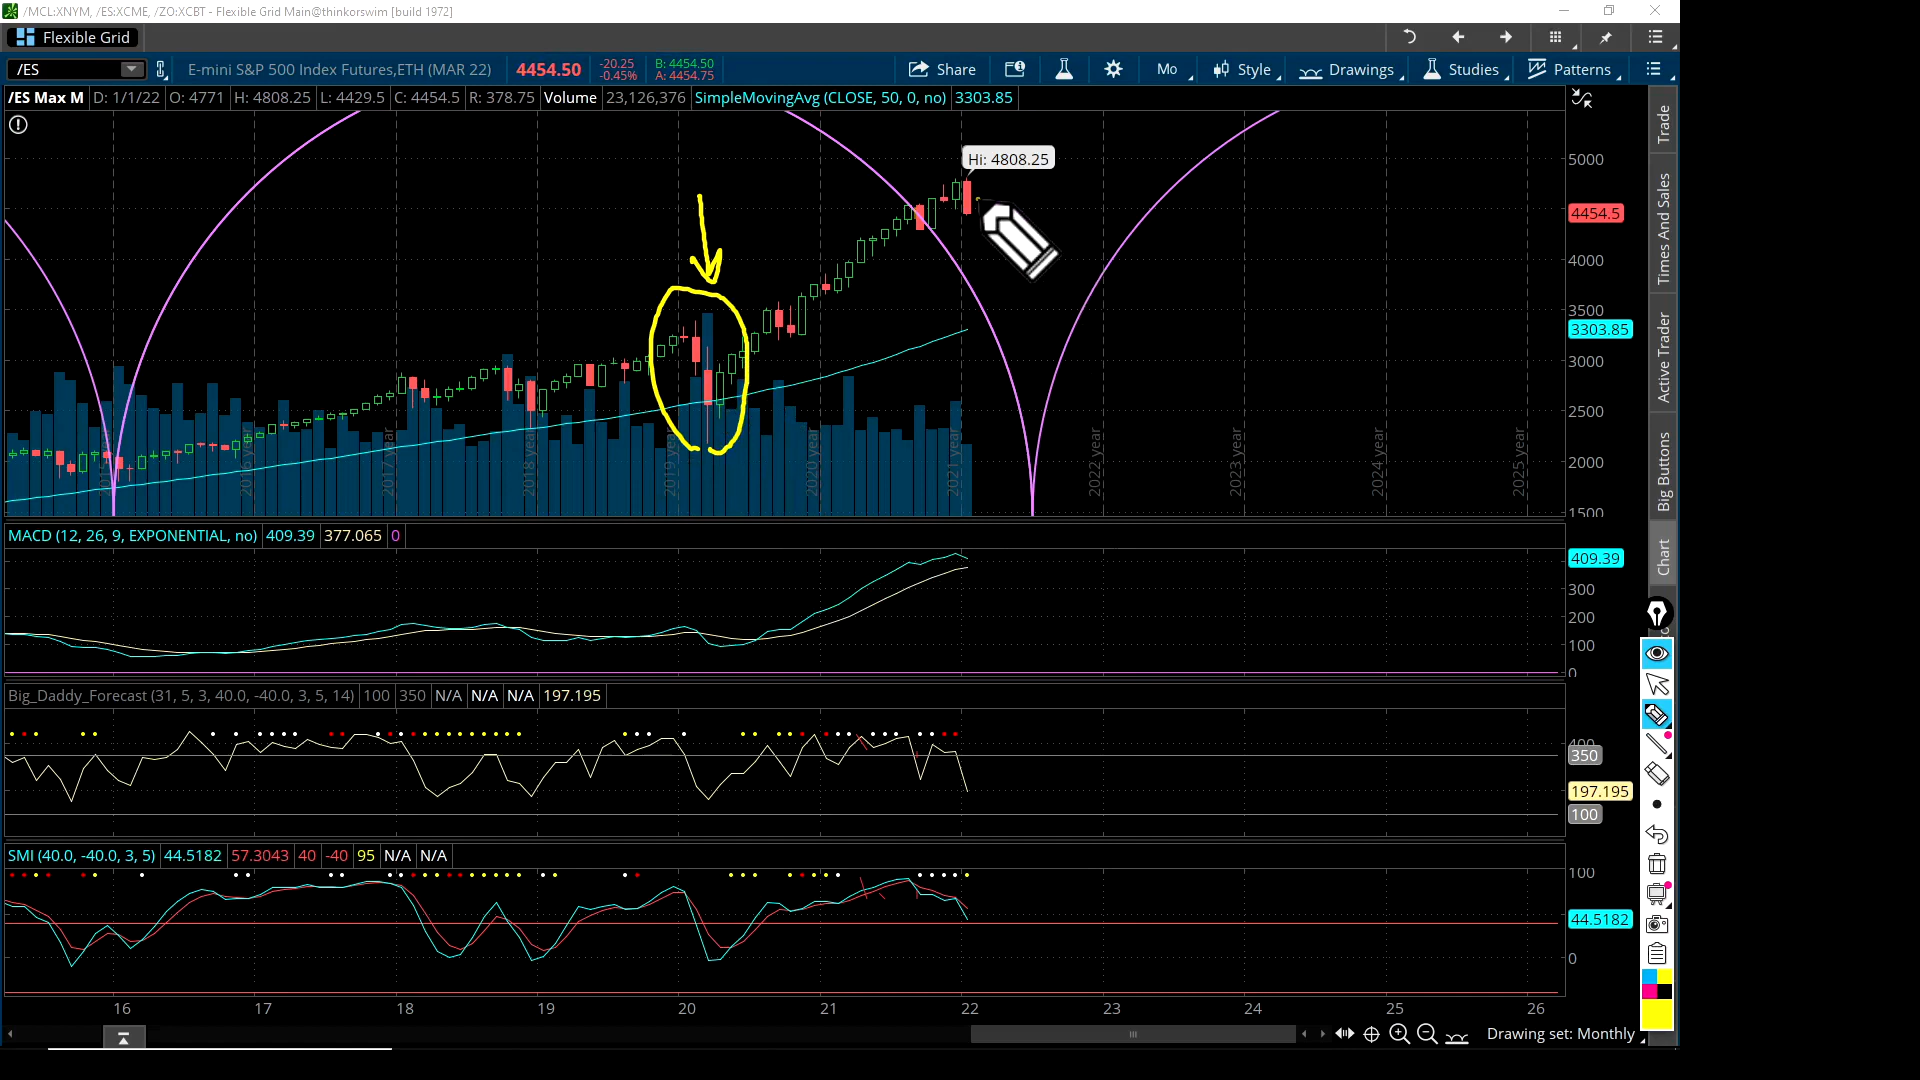 /MCL:XNYM, /ES:XCME, /ZO:XCBT - Flexible Grid Main@thinkorswim [build 1972]
Flexible Grid
/ES E-mini S&P 500 Index Futures,ETH (MAR 22) 4454.50 -20.25 -0.45% B: 4454.50 A: 4454.75 Share Mo Style Drawings Studies Patterns
/ES Max M D: 1/1/22 O: 4771 H: 4808.25 L: 4429.5 C: 4454.5 R: 378.75 Volume 23,126,376 SimpleMovingAvg (CLOSE, 50, 0, no) 3303.85
Hi: 4808.25
5000
4454.5
4000
3500
3303.85
3000
2500
2000
1500
2016 year 2017 year 2018 year 2019 year 2020 year 2021 year 2022 year 2023 year 2024 year 2025 year
MACD (12, 26, 9, EXPONENTIAL, no) 409.39 377.065 0
409.39
300
200
100
0
Big_Daddy_Forecast (31, 5, 3, 40.0, -40.0, 3, 5, 14) 100 350 N/A N/A N/A 197.195
400
350
197.195
100
SMI (40.0, -40.0, 3, 5) 44.5182 57.3043 40 -40 95 N/A N/A
100
44.5182
0
16 17 18 19 20 21 22 23 24 25 26
Drawing set: Monthly
Trade
Times And Sales
Active Trader
Big Buttons
Chart